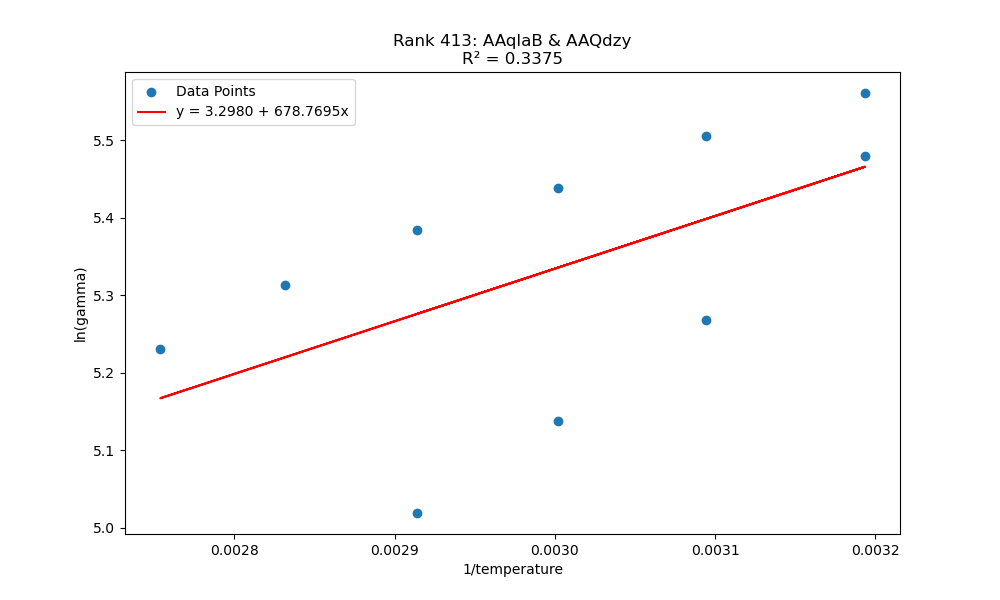 Rank 413: AAqlaB & AAQdzy
R² = 0.3375
Data Points
y = 3.2980 + 678.7695x
5.5
5.4
5.3
5.2
5.1
5.0
ln(gamma)
0.0028 0.0029 0.0030 0.0031 0.0032
1/temperature